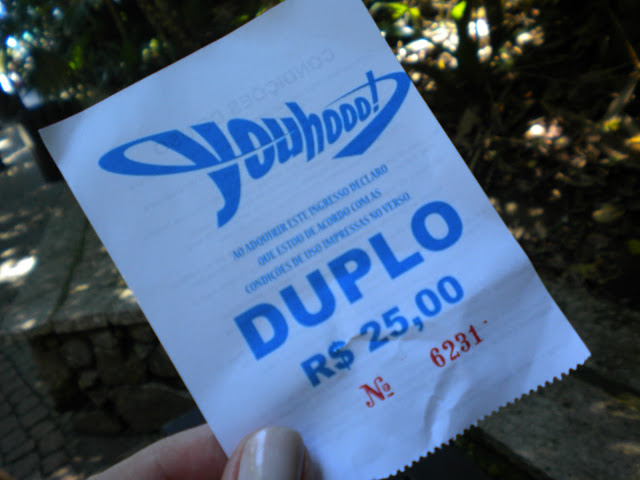 youhooo!
AO ADQUIRIR ESTE INGRESSO DECLARO
QUE ESTOU DE ACORDO COM AS
CONDIÇÕES DE USO IMPRESSAS NO VERSO
DUPLO
R$ 25,00
Nº 6231